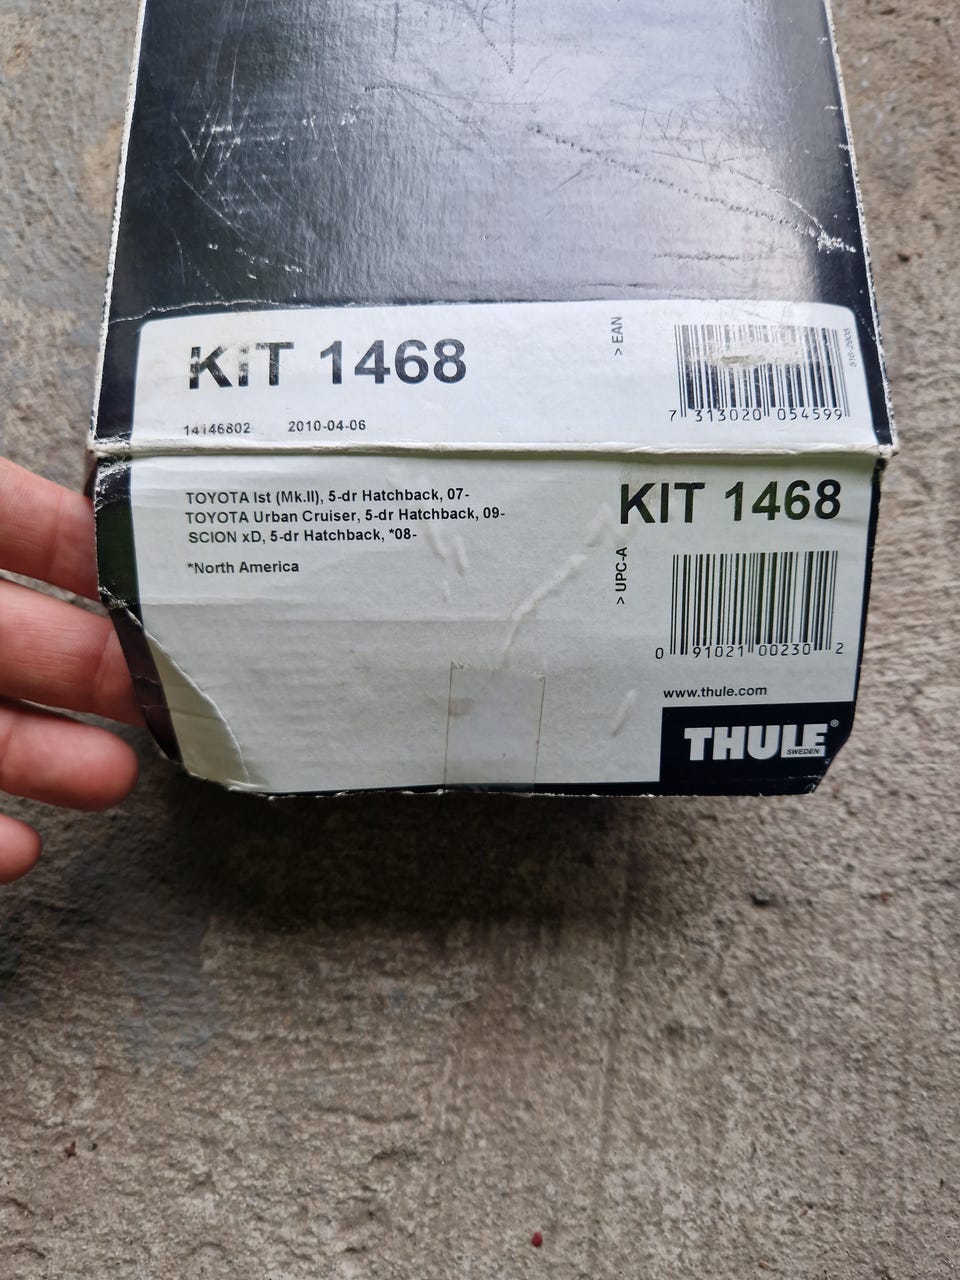 KiT 1468
14146802 2010-04-06
> EAN
7 313020 054599
TOYOTA Ist (Mk.II), 5-dr Hatchback, 07-
TOYOTA Urban Cruiser, 5-dr Hatchback, 09-
SCION xD, 5-dr Hatchback, *08-
*North America
KIT 1468
> UPC-A
0 91021 00230 2
www.thule.com
THULE®
SWEDEN